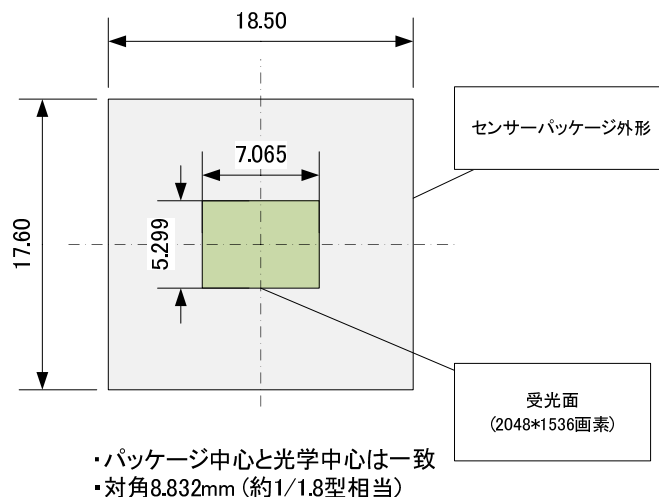 18.50
センサーパッケージ外形
7.065
17.60
5.299
受光面
(2048*1536画素)
・パッケージ中心と光学中心は一致
・対角8.832mm (約1/1.8型相当)